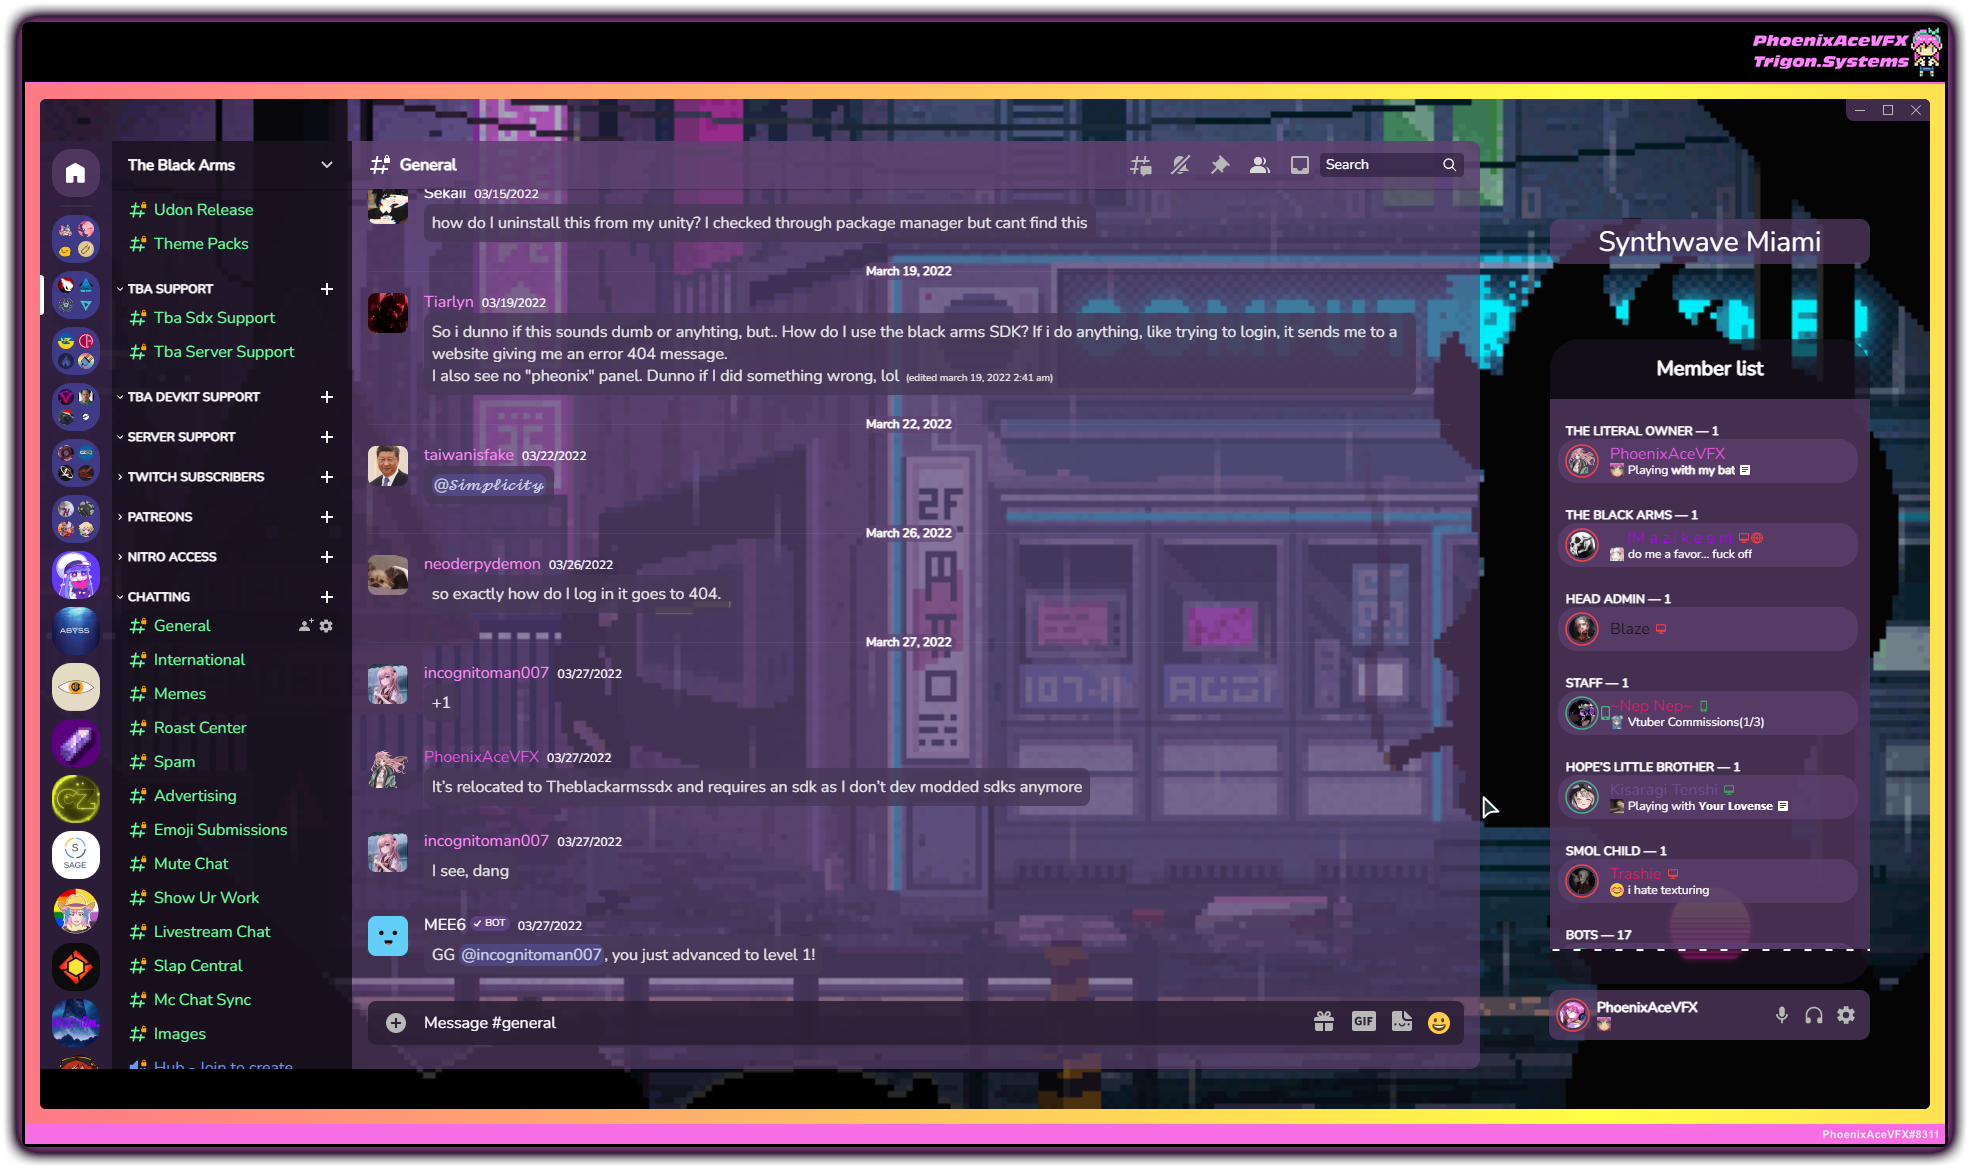 PhoenixAceVFX
Trigon.Systems
The Black Arms
Udon Release
Theme Packs
TBA SUPPORT
Tba Sdx Support
Tba Server Support
TBA DEVKIT SUPPORT
SERVER SUPPORT
TWITCH SUBSCRIBERS
PATREONS
NITRO ACCESS
CHATTING
General
International
Memes
Roast Center
Spam
Advertising
Emoji Submissions
Mute Chat
Show Ur Work
Livestream Chat
Slap Central
Mc Chat Sync
Images
Hub - Join to create
ABYSS
CZ
S
SAGE
General
Search
Sekaii 03/15/2022
how do I uninstall this from my unity? I checked through package manager but cant find this
March 19, 2022
Tiarlyn 03/19/2022
So i dunno if this sounds dumb or anyhting, but.. How do I use the black arms SDK? If i do anything, like trying to login, it sends me to a
website giving me an error 404 message.
I also see no "pheonix" panel. Dunno if I did something wrong, lol (edited march 19, 2022 2:41 am)
March 22, 2022
taiwanisfake 03/22/2022
@𝓢𝓲𝓶𝓹𝓵𝓲𝓬𝓲𝓽𝔂
March 26, 2022
neoderpydemon 03/26/2022
so exactly how do I log in it goes to 404.
March 27, 2022
incognitoman007 03/27/2022
+1
PhoenixAceVFX 03/27/2022
It's relocated to Theblackarmssdx and requires an sdk as I don't dev modded sdks anymore
incognitoman007 03/27/2022
I see, dang
MEE6 ✓ BOT 03/27/2022
GG @incognitoman007, you just advanced to level 1!
Message #general
GIF
Synthwave Miami
Member list
THE LITERAL OWNER — 1
PhoenixAceVFX
Playing with my bat
THE BLACK ARMS — 1
[M a z i k e e n]
do me a favor... fuck off
HEAD ADMIN — 1
Blaze
STAFF — 1
~Nep Nep~
Vtuber Commissions(1/3)
HOPE'S LITTLE BROTHER — 1
Kisaragi Tenshi
Playing with Your Lovense
SMOL CHILD — 1
Trashie
i hate texturing
BOTS — 17
PhoenixAceVFX
PhoenixAceVFX#8311